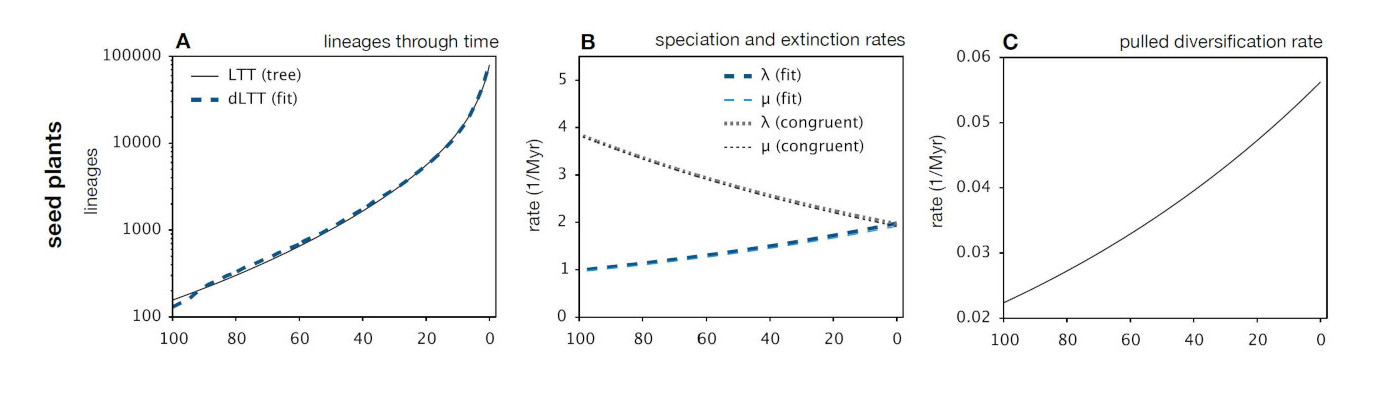 A lineages through time
100000
10000
1000
100
LTT (tree)
dLTT (fit)
seed plants
lineages
100 80 60 40 20 0
B speciation and extinction rates
5
4
3
2
1
0
λ (fit)
μ (fit)
λ (congruent)
μ (congruent)
rate (1/Myr)
100 80 60 40 20 0
C pulled diversification rate
0.06
0.05
0.04
0.03
0.02
rate (1/Myr)
100 80 60 40 20 0